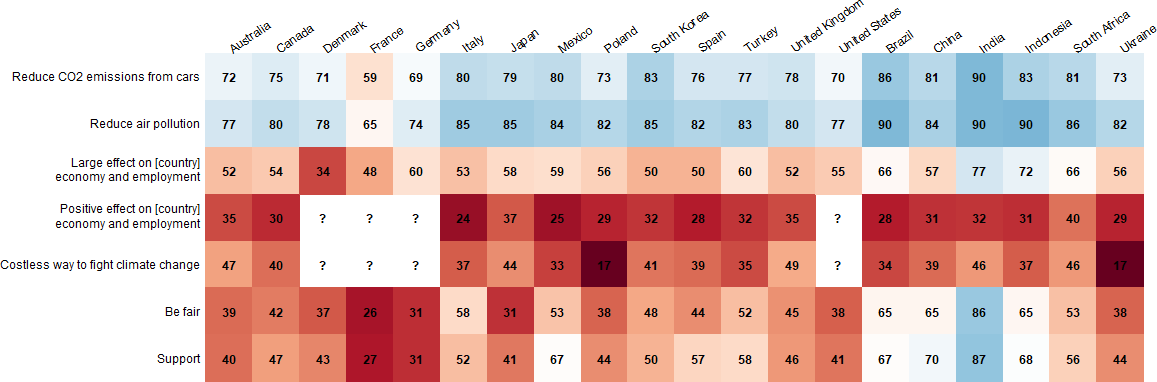 Australia Canada Denmark France Germany Italy Japan Mexico Poland South Korea Spain Turkey United Kingdom United States Brazil China India Indonesia South Africa Ukraine
Reduce CO2 emissions from cars 72 75 71 59 69 80 79 80 73 83 76 77 78 70 86 81 90 83 81 73
Reduce air pollution 77 80 78 65 74 85 85 84 82 85 82 83 80 77 90 84 90 90 86 82
Large effect on [country]
economy and employment 52 54 34 48 60 53 58 59 56 50 50 60 52 55 66 57 77 72 66 56
Positive effect on [country]
economy and employment 35 30 ? ? ? 24 37 25 29 32 28 32 35 ? 28 31 32 31 40 29
Costless way to fight climate change 47 40 ? ? ? 37 44 33 17 41 39 35 49 ? 34 39 46 37 46 17
Be fair 39 42 37 26 31 58 31 53 38 48 44 52 45 38 65 65 86 65 53 38
Support 40 47 43 27 31 52 41 67 44 50 57 58 46 41 67 70 87 68 56 44